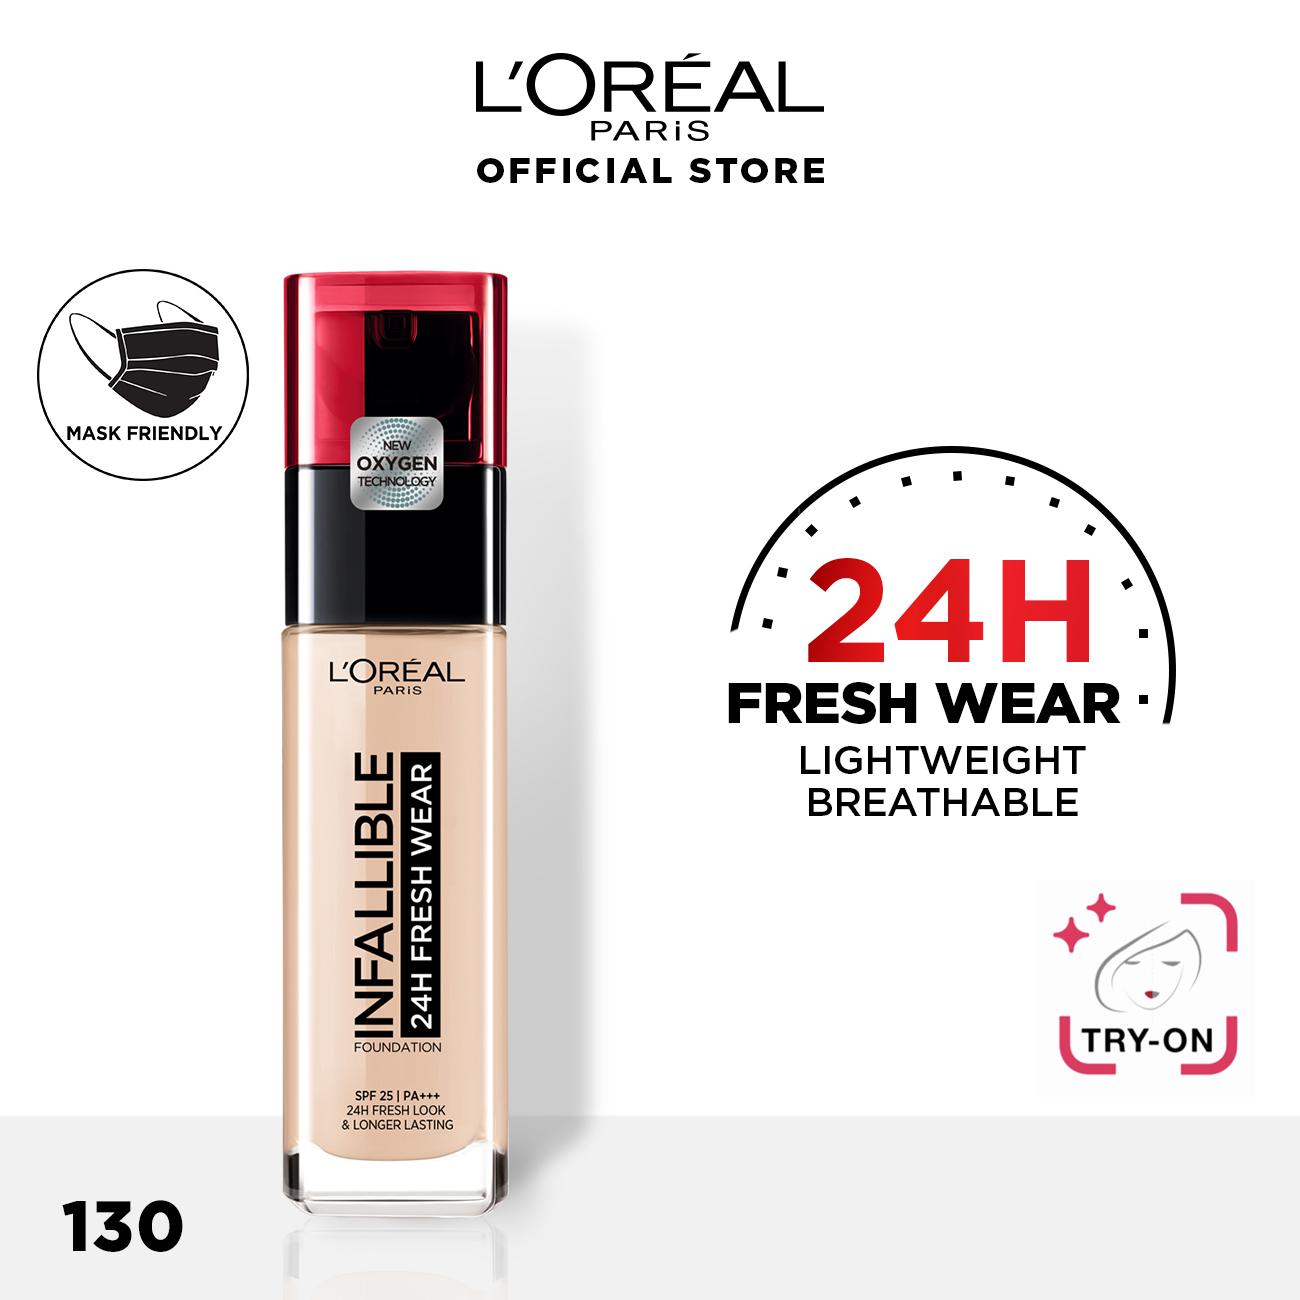 L'ORÉAL
PARiS
OFFICIAL STORE
MASK FRIENDLY
NEW
OXYGEN
TECHNOLOGY
L'ORÉAL
PARiS
INFALLIBLE
24H FRESH WEAR
FOUNDATION
SPF 25 | PA+++
24H FRESH LOOK
& LONGER LASTING
24H
FRESH WEAR
LIGHTWEIGHT
BREATHABLE
TRY-ON
130